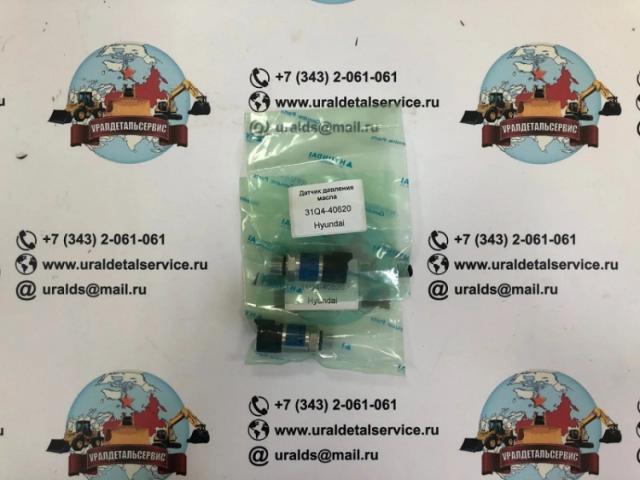 +7 (343) 2-061-061
www.uraldetalservice.ru
uralds@mail.ru
УРАЛДЕТАЛЬСЕРВИС
УРАЛДЕТАЛЬСЕРВИС
HYUNDAI
Датчик давления
масла
31Q4-40620
Hyundai
+7 (343) 2-061-061
www.uraldetalservice.ru
uralds@mail.ru
+7 (343) 2-061-061
www.uraldetalservice.ru
uralds@mail.ru
Hyundai
+7 (343) 2-061-061
www.uraldetalservice.ru
uralds@mail.ru
УРАЛДЕТАЛЬСЕРВИС
УРАЛДЕТАЛЬСЕРВИС